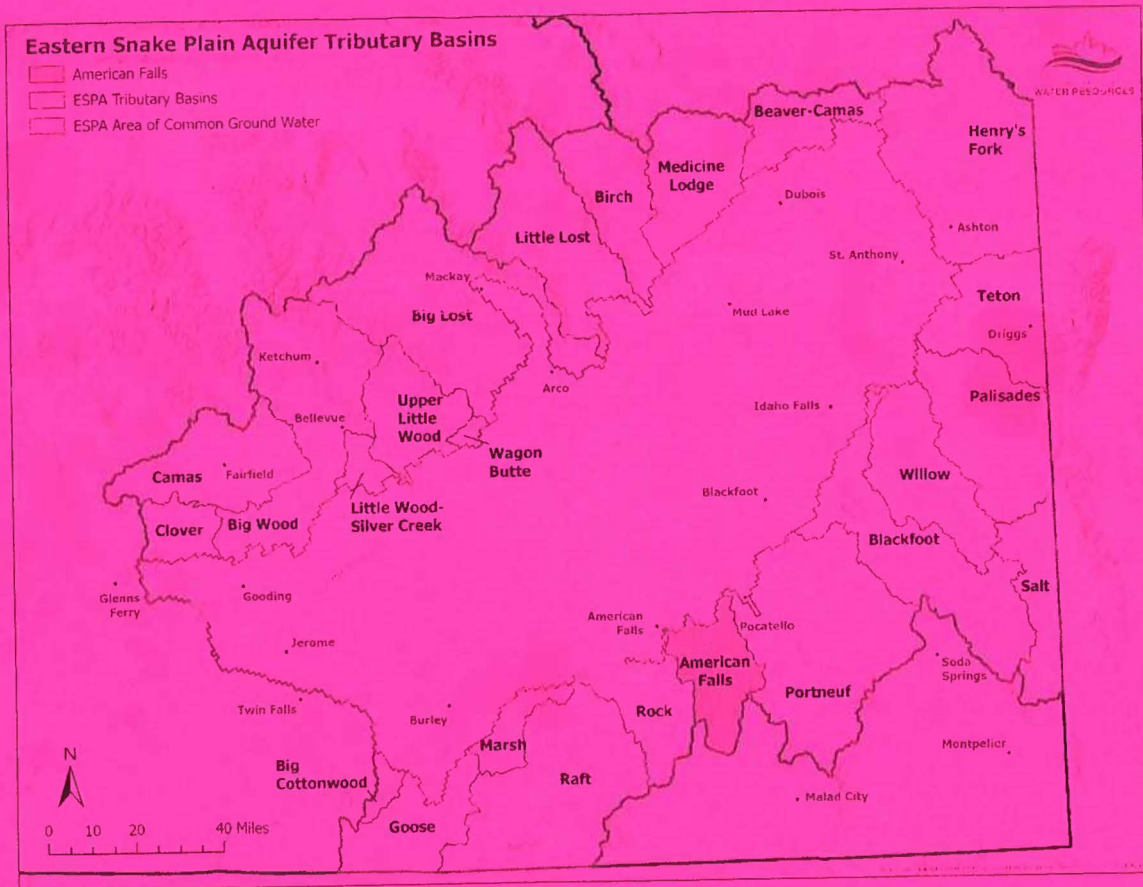 Eastern Snake Plain Aquifer Tributary Basins
American Falls
ESPA Tributary Basins
ESPA Area of Common Ground Water
WATER RESOURCES
Beaver-Camas
Henry's
Fork
Medicine
Lodge
Birch
Dubois
Ashton
Little Lost
St. Anthony
Mackay
Teton
Big Lost
Mud Lake
Driggs
Ketchum
Arco
Palisades
Upper
Little
Wood
Idaho Falls
Bellevue
Wagon
Butte
Camas
Fairfield
Willow
Blackfoot
Little Wood-
Silver Creek
Clover
Big Wood
Blackfoot
Salt
Glenns
Ferry
Gooding
American
Falls
Pocatello
Jerome
American
Falls
Soda
Springs
Portneuf
Twin Falls
Burley
Rock
Marsh
Montpelier
N
Big
Cottonwood
Raft
Malad City
Goose
0 10 20 40 Miles